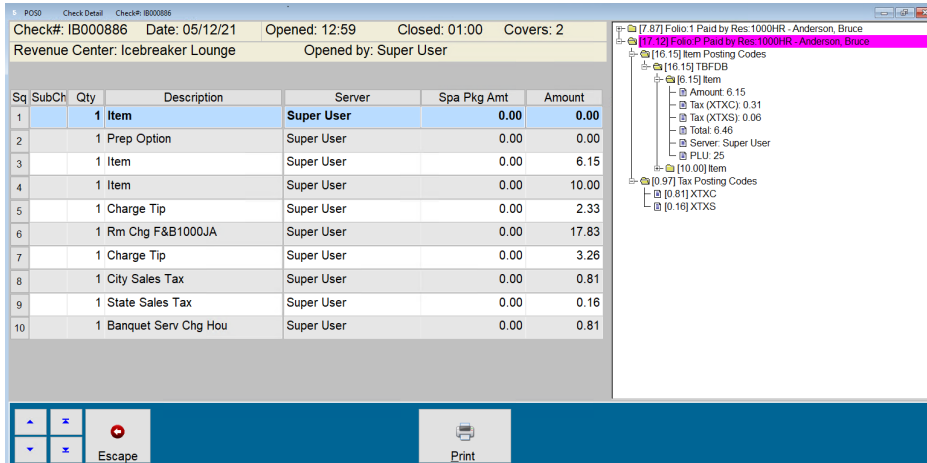 POS0 Check Detail Check#: IB000886
Check#: IB000886 Date: 05/12/21 Opened: 12:59 Closed: 01:00 Covers: 2
Revenue Center: Icebreaker Lounge Opened by: Super User
Sq SubCh Qty Description Server Spa Pkg Amt Amount
1 1 Item Super User 0.00 0.00
2 1 Prep Option Super User 0.00 0.00
3 1 Item Super User 0.00 6.15
4 1 Item Super User 0.00 10.00
5 1 Charge Tip Super User 0.00 2.33
6 1 Rm Chg F&B1000JA Super User 0.00 17.83
7 1 Charge Tip Super User 0.00 3.26
8 1 City Sales Tax Super User 0.00 0.81
9 1 State Sales Tax Super User 0.00 0.16
10 1 Banquet Serv Chg Hou Super User 0.00 0.81
[7.87] Folio:1 Paid by Res:1000HR - Anderson, Bruce
[17.12] Folio:P Paid by Res:1000HR - Anderson, Bruce
[16.15] Item Posting Codes
[16.15] TBFDB
[6.15] Item
Amount: 6.15
Tax (XTXC): 0.31
Tax (XTXS): 0.06
Total: 6.46
Server: Super User
PLU: 25
[10.00] Item
[0.97] Tax Posting Codes
[0.81] XTXC
[0.16] XTXS
Escape
Print